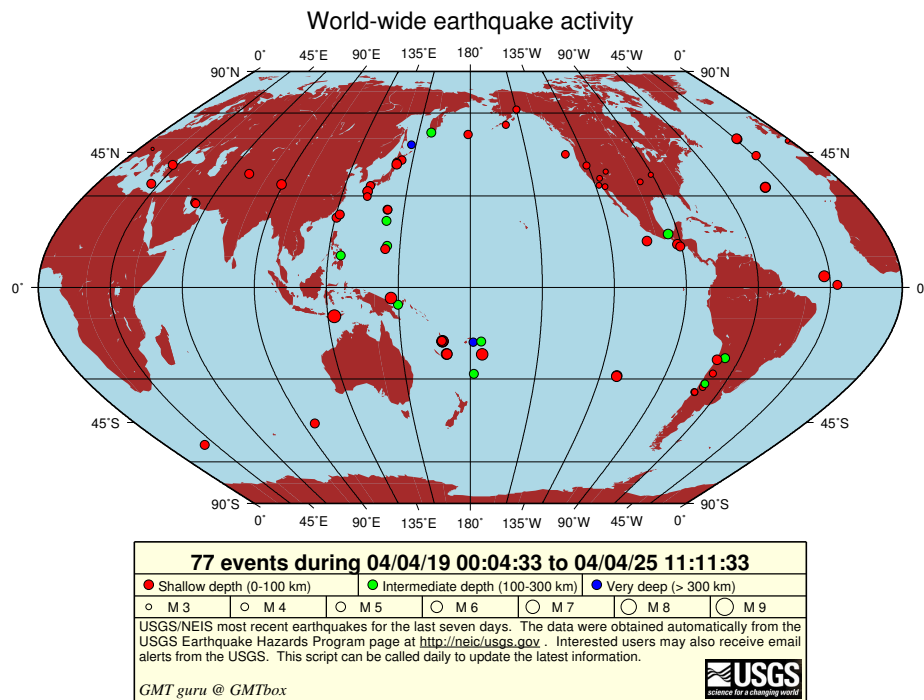 World-wide earthquake activity
0˚ 45˚E 90˚E 135˚E 180˚ 135˚W 90˚W 45˚W 0˚
90˚N 90˚N
45˚N 45˚N
0˚ 0˚
45˚S 45˚S
90˚S 90˚S
0˚ 45˚E 90˚E 135˚E 180˚ 135˚W 90˚W 45˚W 0˚
77 events during 04/04/19 00:04:33 to 04/04/25 11:11:33
Shallow depth (0-100 km) Intermediate depth (100-300 km) Very deep (> 300 km)
M 3 M 4 M 5 M 6 M 7 M 8 M 9
USGS/NEIS most recent earthquakes for the last seven days. The data were obtained automatically from the
USGS Earthquake Hazards Program page at http://neic/usgs.gov . Interested users may also receive email
alerts from the USGS. This script can be called daily to update the latest information.
GMT guru @ GMTbox
USGS
science for a changing world